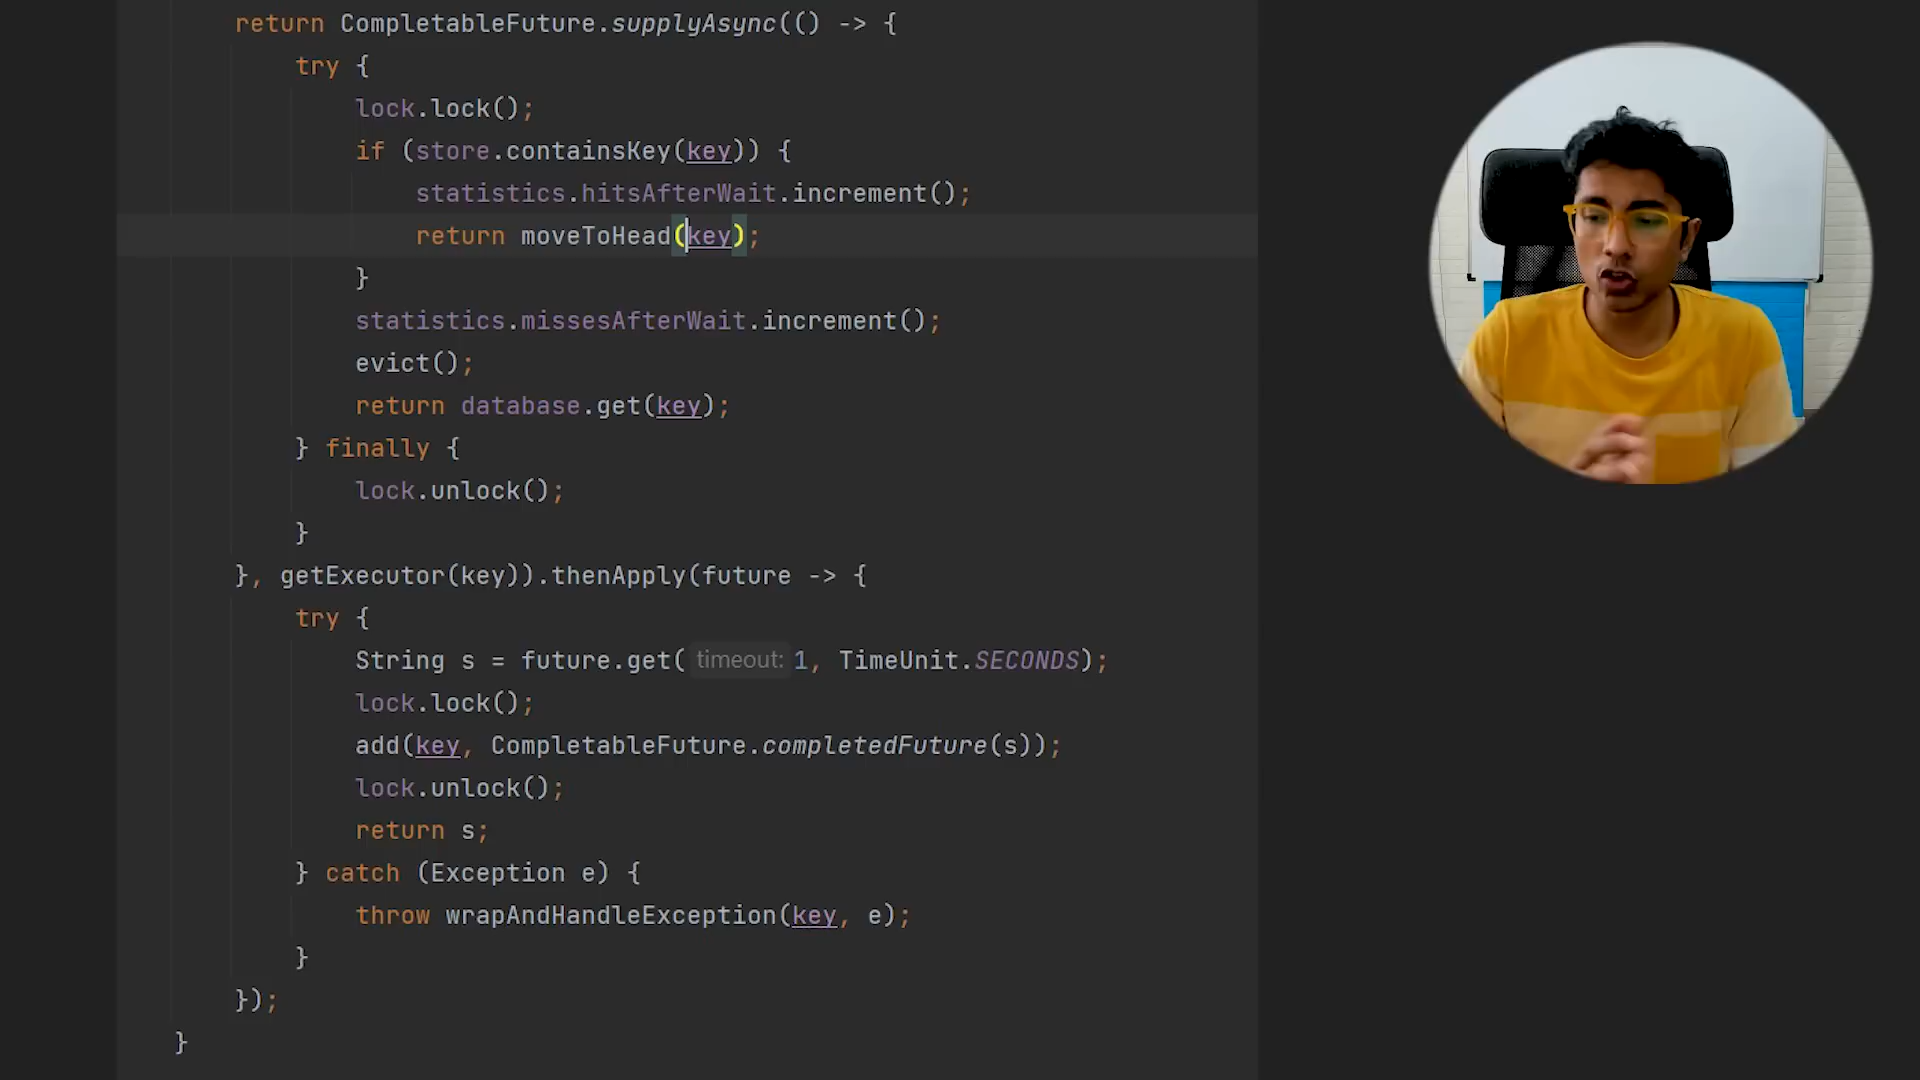 return CompletableFuture.supplyAsync(() -> {
try {
lock.lock();
if (store.containsKey(key)) {
statistics.hitsAfterWait.increment();
return moveToHead(key);
}
statistics.missesAfterWait.increment();
evict();
return database.get(key);
} finally {
lock.unlock();
}
}, getExecutor(key)).thenApply(future -> {
try {
String s = future.get( timeout: 1, TimeUnit.SECONDS);
lock.lock();
add(key, CompletableFuture.completedFuture(s));
lock.unlock();
return s;
} catch (Exception e) {
throw wrapAndHandleException(key, e);
}
});
}